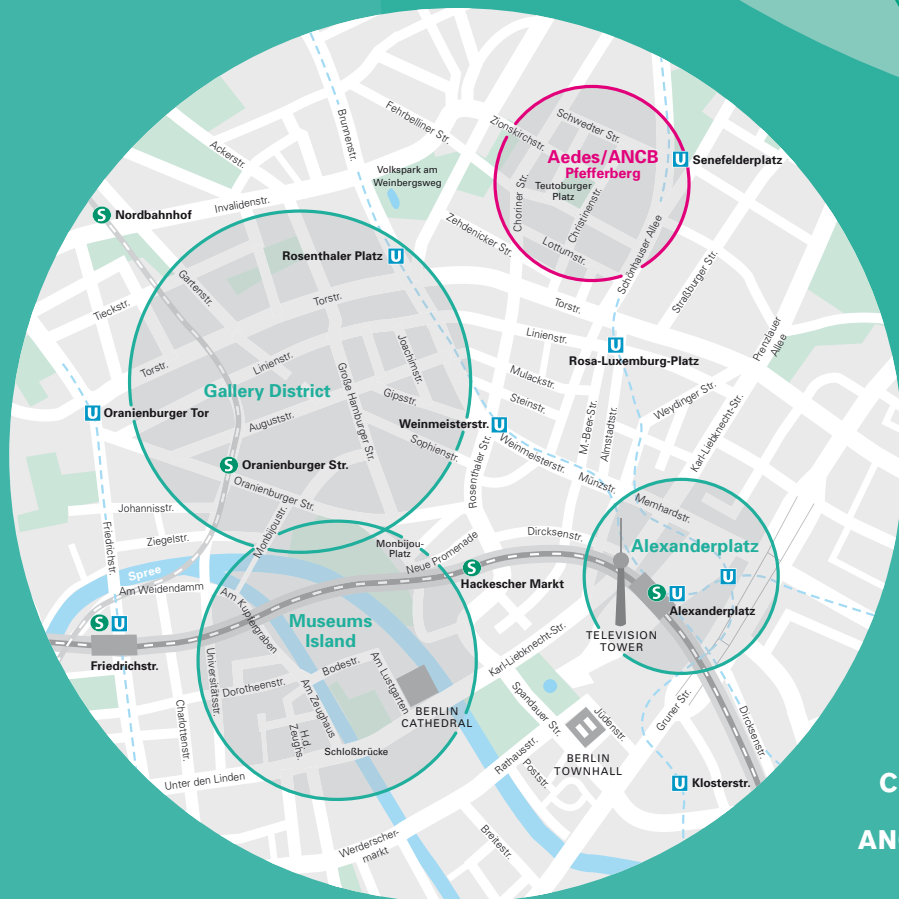 Brunnenstr.
Fehrbelliner Str.
Ackerstr.
Zionskirchstr.
Schwedter Str.
Aedes/ANCB
Pfefferberg
U Senefelderplatz
Volkspark am
Weinbergsweg
Teutoburger
Platz
Choriner Str.
Christinenstr.
Invalidenstr.
S Nordbahnhof
Zehdenicker Str.
Lottumstr.
Schönhauser Allee
Straßburger Str.
Rosenthaler Platz U
Gartenstr.
Tieckstr.
Torstr.
Torstr.
Linienstr.
Prenzlauer
Allee
U
Rosa-Luxemburg-Platz
Torstr.
Linienstr.
Joachimstr.
Große Hamburger Str.
Gallery District
Gipsstr.
Mulackstr.
Steinstr.
M.-Beer-Str.
Almstadtstr.
Weydinger Str.
Karl-Liebknecht-Str.
U Oranienburger Tor
Auguststr.
Weinmeisterstr. U
Sophienstr.
Rosenthaler Str.
Weinmeisterstr.
Münzstr.
S Oranienburger Str.
Oranienburger Str.
Memhardstr.
Johannisstr.
Ziegelstr.
Friedrichstr.
Monbijoustr.
Monbijou-
Platz
Neue Promenade
Dircksenstr.
Alexanderplatz
Spree
Am Weidendamm
S
Hackescher Markt
U
S U
Alexanderplatz
Am Kupfergraben
Museums
Island
TELEVISION
TOWER
S U
Friedrichstr.
Universitätsstr.
Dorotheenstr.
Bodestr.
Am Lustgarten
Am Zeughaus
H.d.
Zeughs.
Karl-Liebknecht-Str.
Spandauer Str.
Jüdenstr.
Gruner Str.
Dircksenstr.
BERLIN
CATHEDRAL
Charlottenstr.
Schloßbrücke
Rathausstr.
Poststr.
BERLIN
TOWNHALL
Unter den Linden
U Klosterstr.
Werderscher-
markt
Breitestr.
C
AN